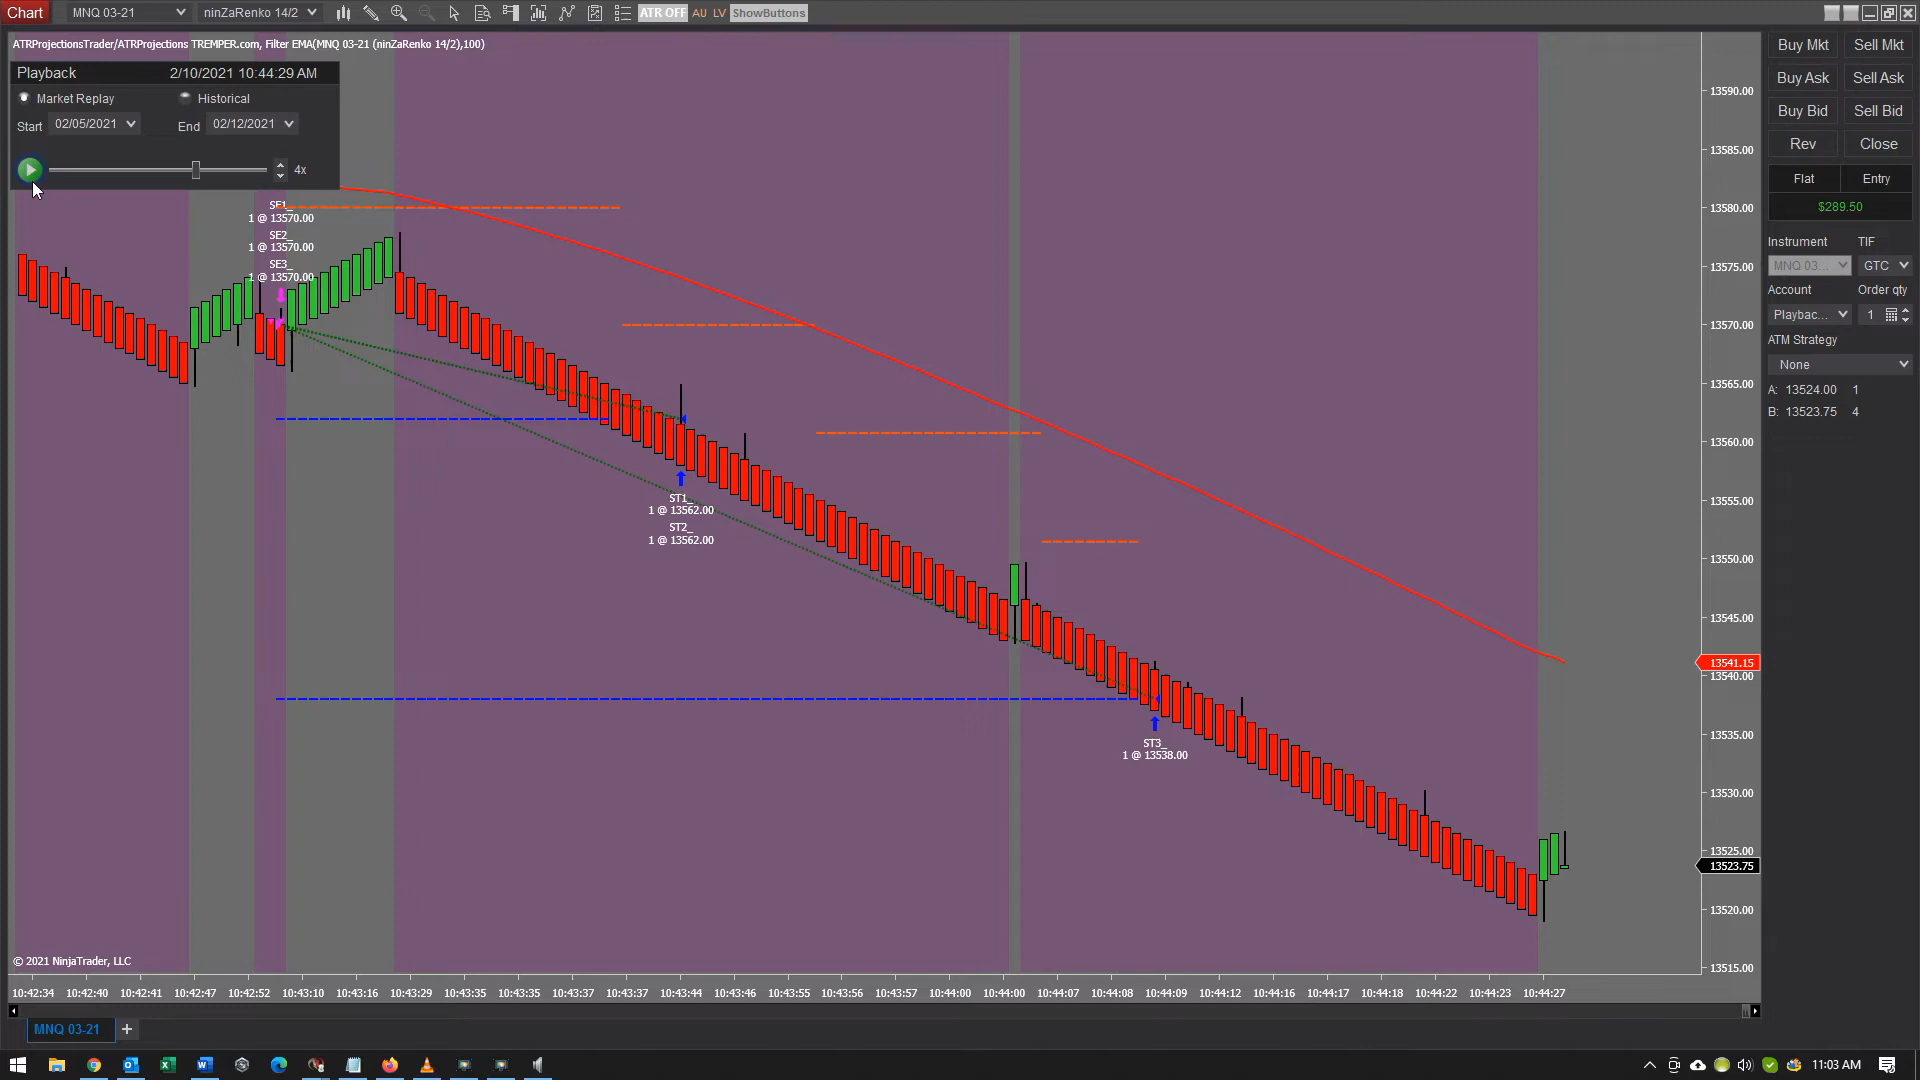 Chart MNQ 03-21 ninZaRenko 14/2 ATR OFF AU LV ShowButtons
ATRProjectionsTrader/ATRProjections TREMPER.com, Filter EMA(MNQ 03-21 (ninZaRenko 14/2),100)
Playback 2/10/2021 10:44:29 AM
Market Replay Historical
Start 02/05/2021 End 02/12/2021
4x
SE1_
1 @ 13570.00
SE2_
1 @ 13570.00
SE3_
1 @ 13570.00
ST1_
1 @ 13562.00
ST2_
1 @ 13562.00
ST3_
1 @ 13538.00
13590.00
13585.00
13580.00
13575.00
13570.00
13565.00
13560.00
13555.00
13550.00
13545.00
13541.15
13540.00
13535.00
13530.00
13525.00
13523.75
13520.00
13515.00
Buy Mkt Sell Mkt
Buy Ask Sell Ask
Buy Bid Sell Bid
Rev Close
Flat Entry
$289.50
Instrument TIF
MNQ 03... GTC
Account Order qty
Playbac... 1
ATM Strategy
None
A: 13524.00 1
B: 13523.75 4
© 2021 NinjaTrader, LLC
10:42:34 10:42:40 10:42:41 10:42:47 10:42:52 10:43:10 10:43:16 10:43:29 10:43:35 10:43:35 10:43:37 10:43:37 10:43:44 10:43:46 10:43:55 10:43:56 10:43:57 10:44:00 10:44:00 10:44:07 10:44:08 10:44:09 10:44:12 10:44:16 10:44:17 10:44:18 10:44:22 10:44:23 10:44:27
MNQ 03-21 +
11:03 AM